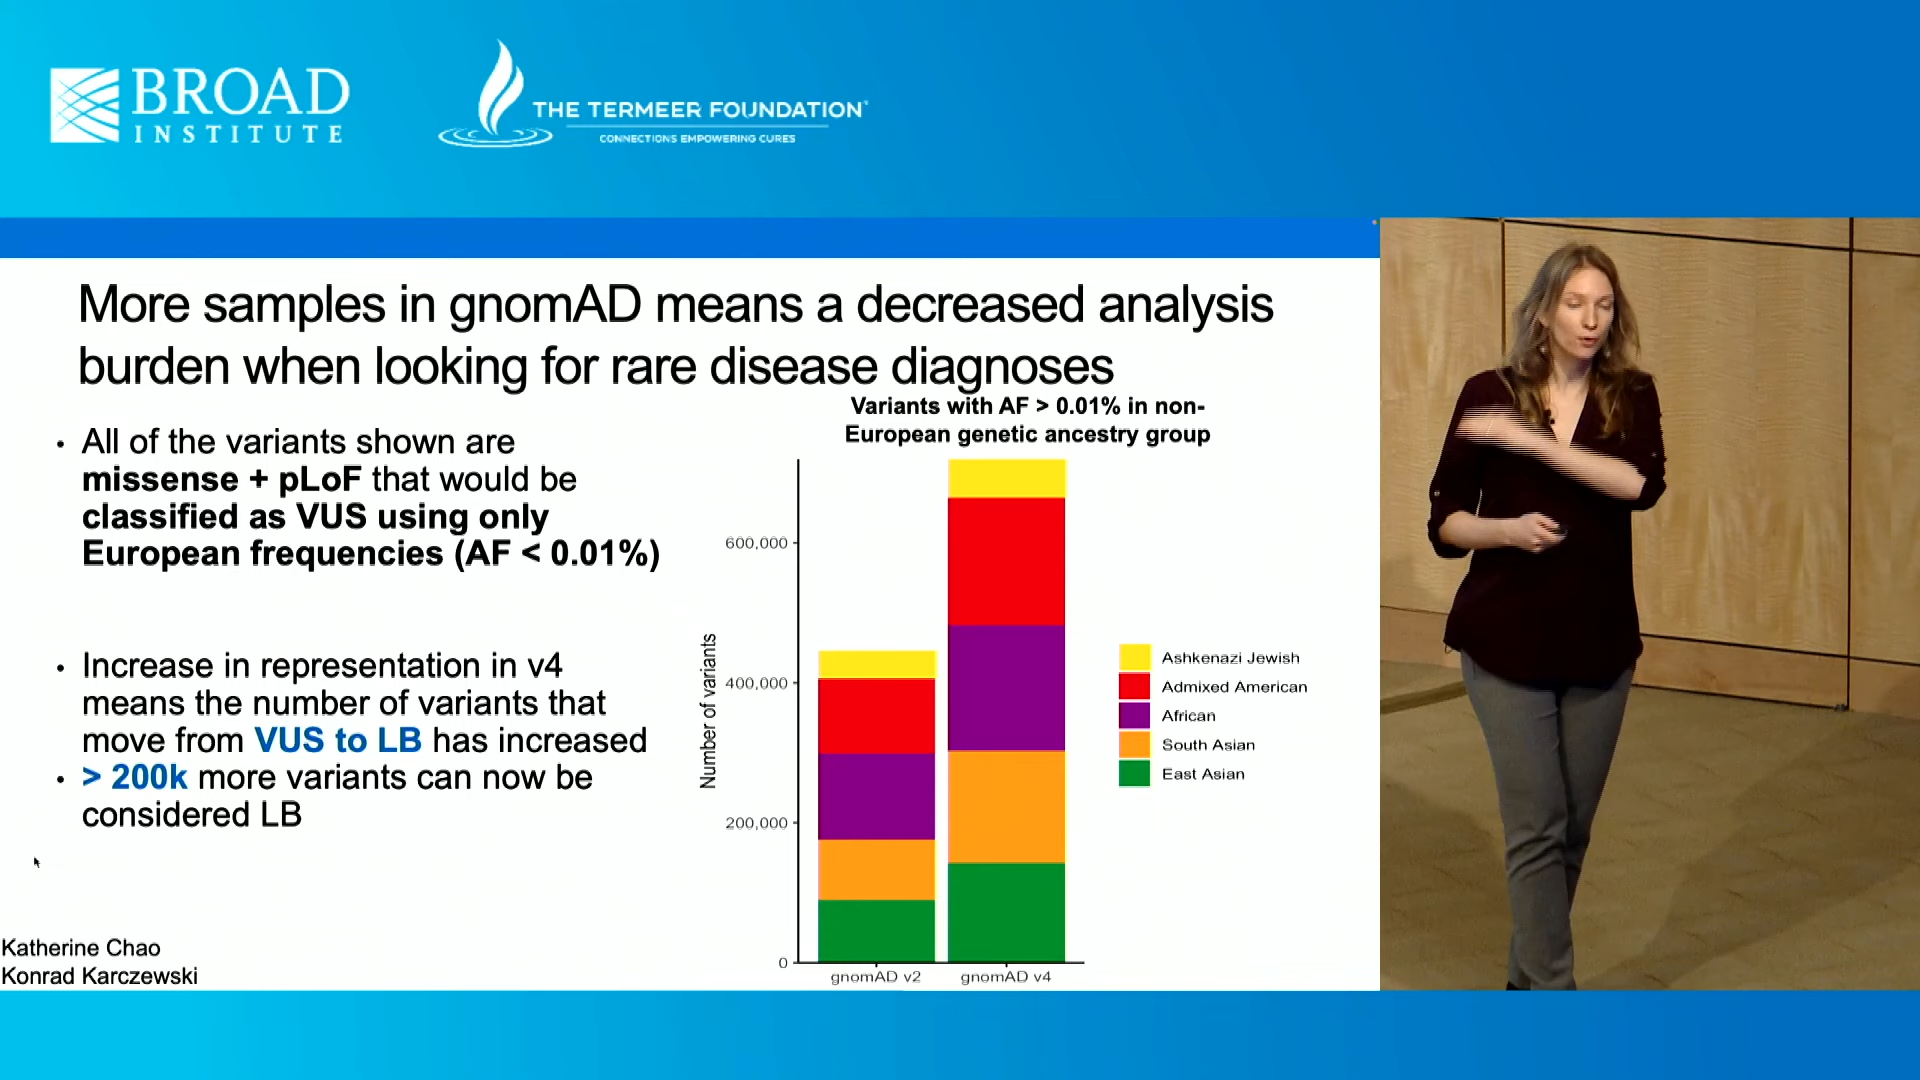 BROAD
INSTITUTE
THE TERMEER FOUNDATION
CONNECTIONS EMPOWERING CURES
More samples in gnomAD means a decreased analysis
burden when looking for rare disease diagnoses
• All of the variants shown are
missense + pLoF that would be
classified as VUS using only
European frequencies (AF < 0.01%)
• Increase in representation in v4
means the number of variants that
move from VUS to LB has increased
• > 200k more variants can now be
considered LB
Katherine Chao
Konrad Karczewski
Variants with AF > 0.01% in non-
European genetic ancestry group
Number of variants
600,000
400,000
200,000
0
gnomAD v2
gnomAD v4
Ashkenazi Jewish
Admixed American
African
South Asian
East Asian